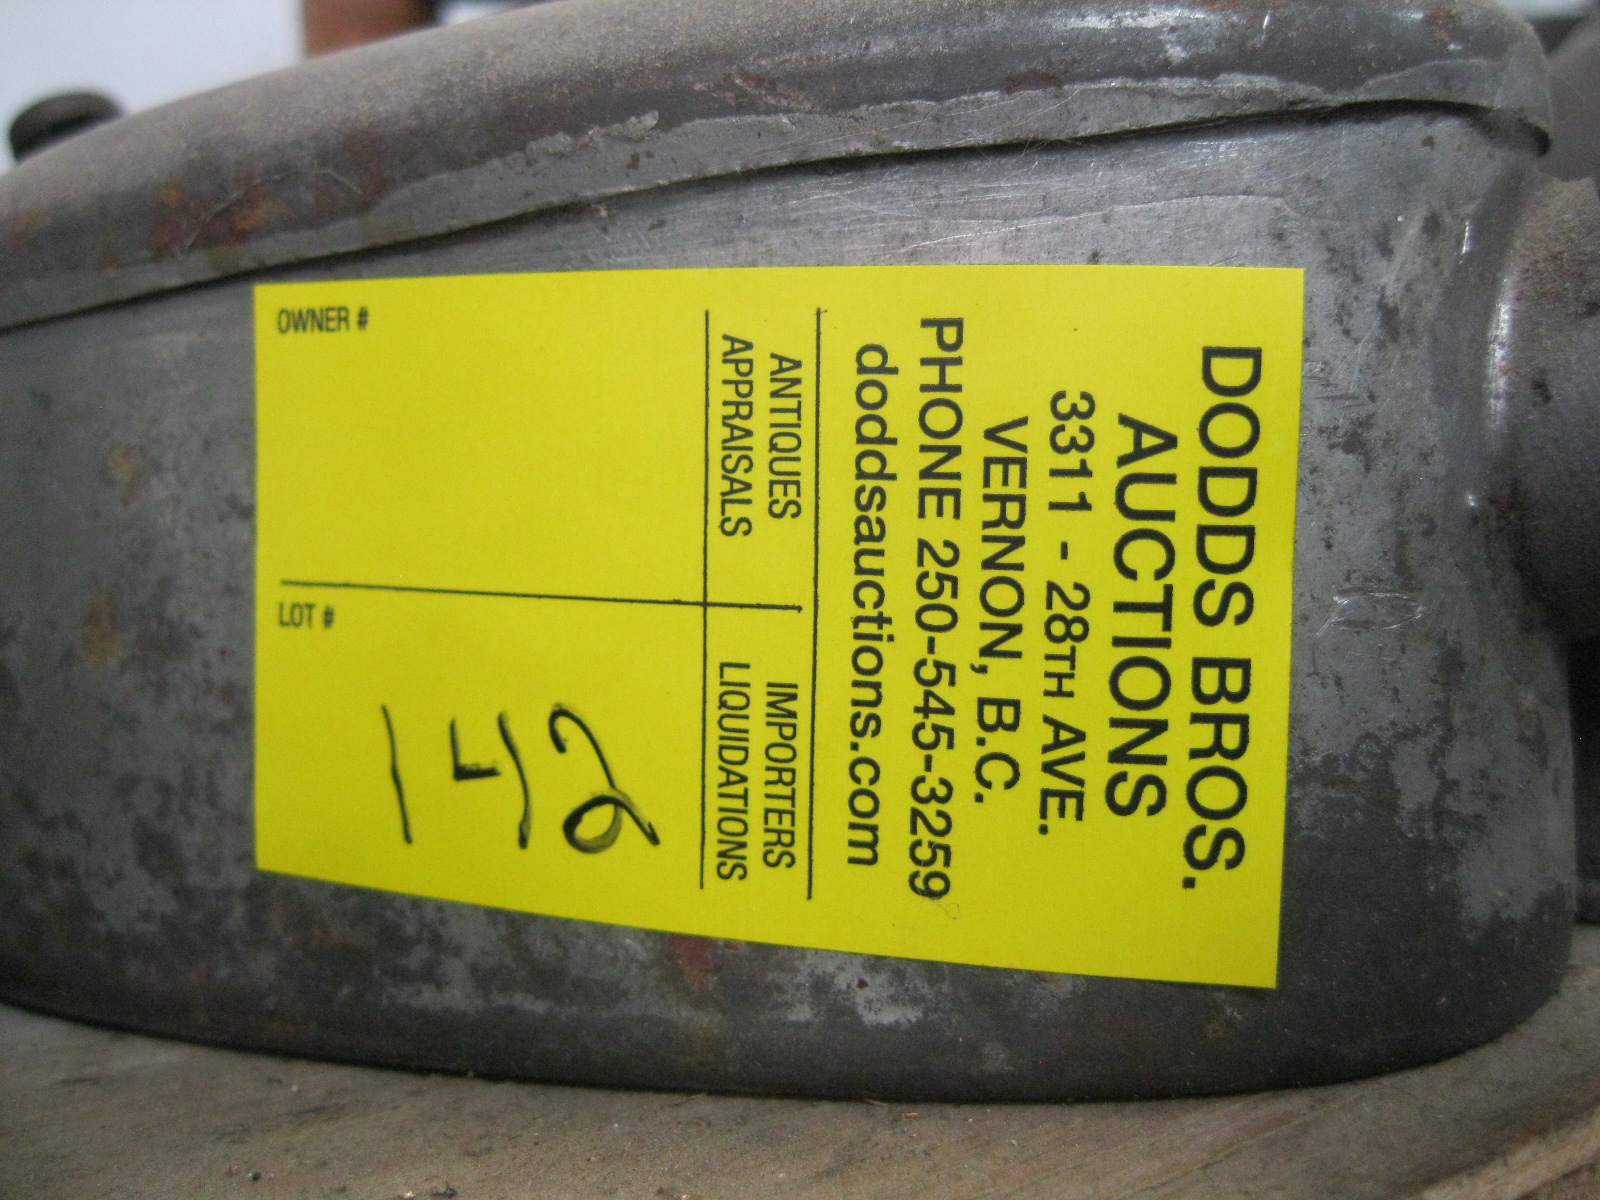 DODDS BROS.
AUCTIONS
3311 - 28TH AVE.
VERNON, B.C.
PHONE 250-545-3259
doddsauctions.com
ANTIQUES IMPORTERS
APPRAISALS LIQUIDATIONS
OWNER # LOT #